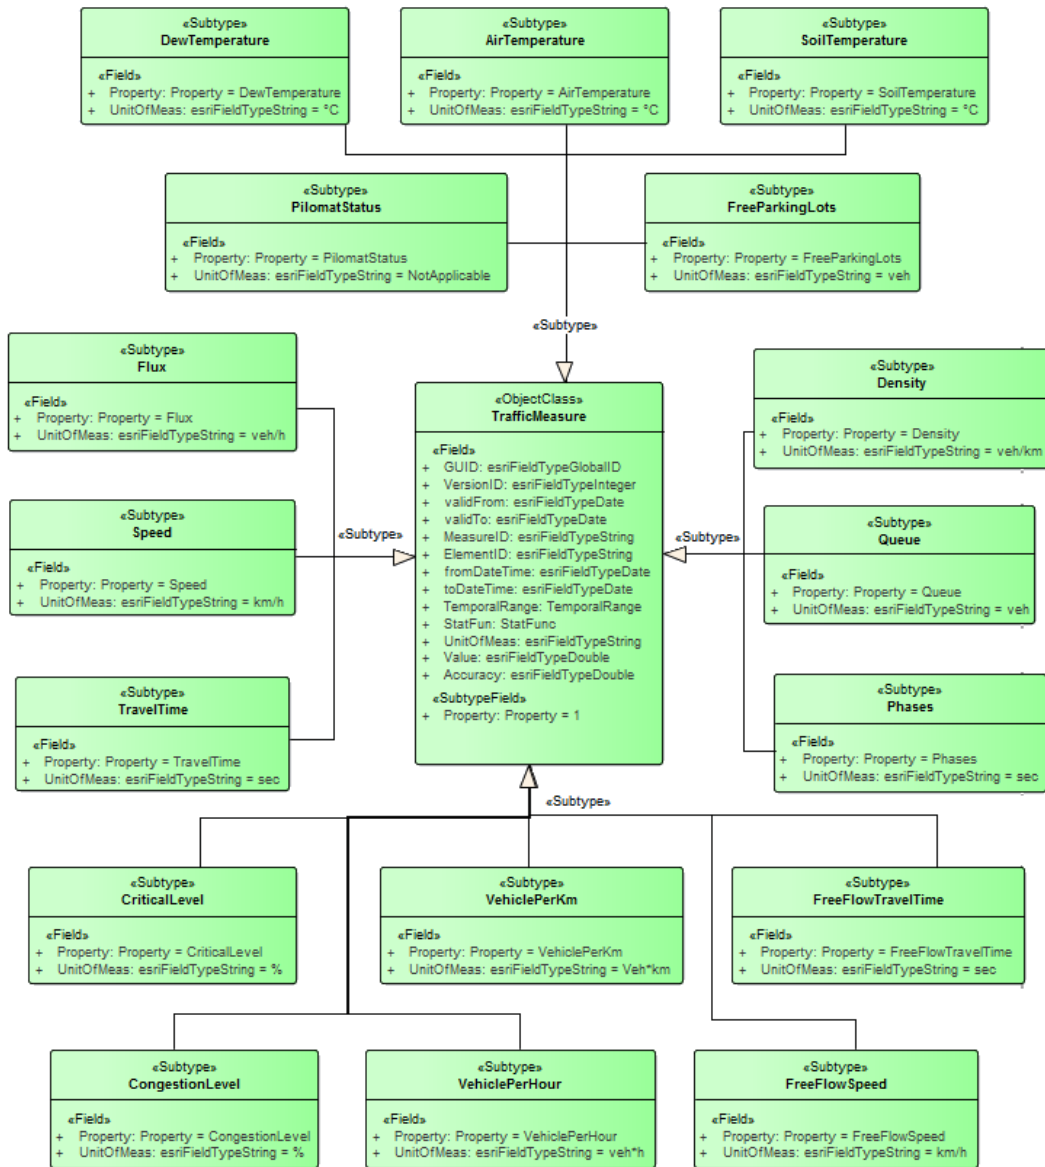 «Subtype»
DewTemperature
«Field»
+ Property: Property = DewTemperature
+ UnitOfMeas: esriFieldTypeString = °C
«Subtype»
AirTemperature
«Field»
+ Property: Property = AirTemperature
+ UnitOfMeas: esriFieldTypeString = °C
«Subtype»
SoilTemperature
«Field»
+ Property: Property = SoilTemperature
+ UnitOfMeas: esriFieldTypeString = °C
«Subtype»
PilomatStatus
«Field»
+ Property: Property = PilomatStatus
+ UnitOfMeas: esriFieldTypeString = NotApplicable
«Subtype»
FreeParkingLots
«Field»
+ Property: Property = FreeParkingLots
+ UnitOfMeas: esriFieldTypeString = veh
«Subtype»
«Subtype»
Flux
«Field»
+ Property: Property = Flux
+ UnitOfMeas: esriFieldTypeString = veh/h
«Subtype»
Speed
«Field»
+ Property: Property = Speed
+ UnitOfMeas: esriFieldTypeString = km/h
«Subtype»
TravelTime
«Field»
+ Property: Property = TravelTime
+ UnitOfMeas: esriFieldTypeString = sec
«Subtype»
«ObjectClass»
TrafficMeasure
«Field»
+ GUID: esriFieldTypeGlobalID
+ VersionID: esriFieldTypeInteger
+ validFrom: esriFieldTypeDate
+ validTo: esriFieldTypeDate
+ MeasureID: esriFieldTypeString
+ ElementID: esriFieldTypeString
+ fromDateTime: esriFieldTypeDate
+ toDateTime: esriFieldTypeDate
+ TemporalRange: TemporalRange
+ StatFun: StatFunc
+ UnitOfMeas: esriFieldTypeString
+ Value: esriFieldTypeDouble
+ Accuracy: esriFieldTypeDouble
«SubtypeField»
+ Property: Property = 1
«Subtype»
«Subtype»
Density
«Field»
+ Property: Property = Density
+ UnitOfMeas: esriFieldTypeString = veh/km
«Subtype»
Queue
«Field»
+ Property: Property = Queue
+ UnitOfMeas: esriFieldTypeString = veh
«Subtype»
Phases
«Field»
+ Property: Property = Phases
+ UnitOfMeas: esriFieldTypeString = sec
«Subtype»
«Subtype»
CriticalLevel
«Field»
+ Property: Property = CriticalLevel
+ UnitOfMeas: esriFieldTypeString = %
«Subtype»
VehiclePerKm
«Field»
+ Property: Property = VehiclePerKm
+ UnitOfMeas: esriFieldTypeString = Veh*km
«Subtype»
FreeFlowTravelTime
«Field»
+ Property: Property = FreeFlowTravelTime
+ UnitOfMeas: esriFieldTypeString = sec
«Subtype»
CongestionLevel
«Field»
+ Property: Property = CongestionLevel
+ UnitOfMeas: esriFieldTypeString = %
«Subtype»
VehiclePerHour
«Field»
+ Property: Property = VehiclePerHour
+ UnitOfMeas: esriFieldTypeString = veh*h
«Subtype»
FreeFlowSpeed
«Field»
+ Property: Property = FreeFlowSpeed
+ UnitOfMeas: esriFieldTypeString = km/h